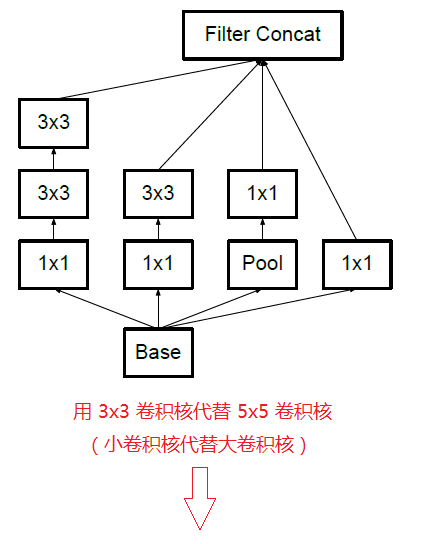 Filter Concat
3x3
3x3 3x3 1x1
1x1 1x1 Pool 1x1
Base
用 3x3 卷积核代替 5x5 卷积核
（小卷积核代替大卷积核）